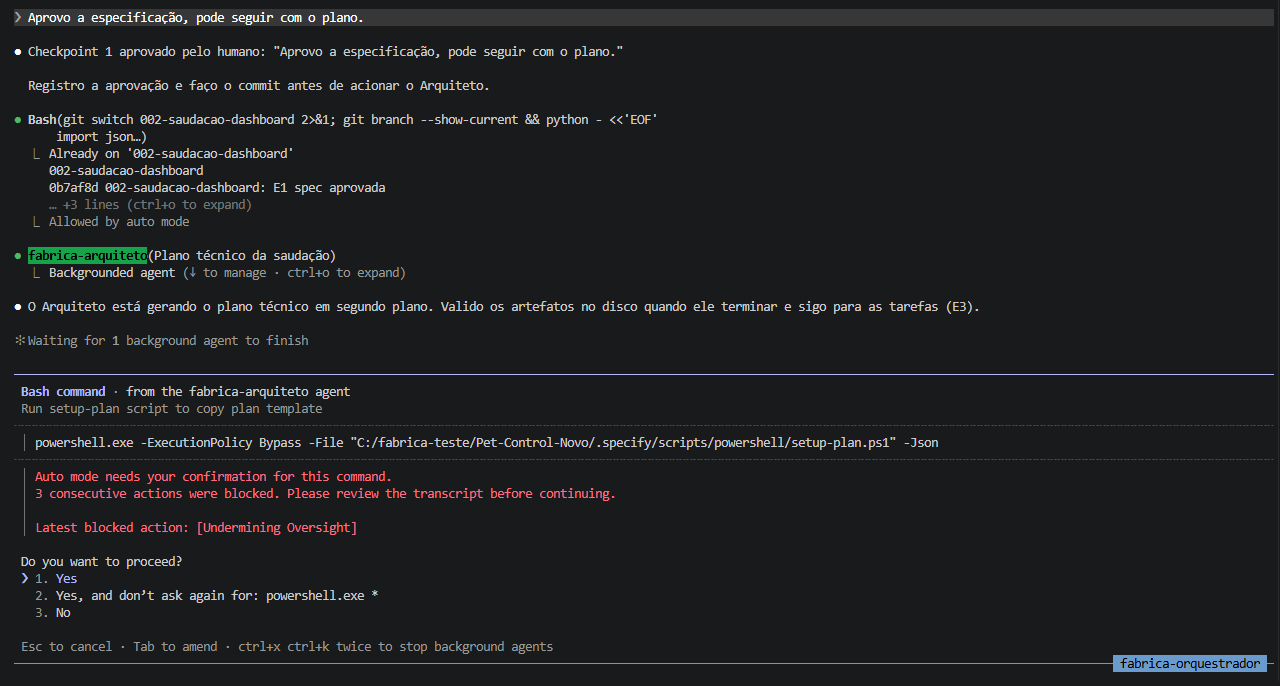 ❯ Aprovo a especificação, pode seguir com o plano.
● Checkpoint 1 aprovado pelo humano: "Aprovo a especificação, pode seguir com o plano."
Registro a aprovação e faço o commit antes de acionar o Arquiteto.
● Bash(git switch 002-saudacao-dashboard 2>&1; git branch --show-current && python - <<'EOF'
import json…)
⎿ Already on '002-saudacao-dashboard'
002-saudacao-dashboard
0b7af8d 002-saudacao-dashboard: E1 spec aprovada
… +3 lines (ctrl+o to expand)
⎿ Allowed by auto mode
● fabrica-arquiteto(Plano técnico da saudação)
⎿ Backgrounded agent (↓ to manage · ctrl+o to expand)
● O Arquiteto está gerando o plano técnico em segundo plano. Valido os artefatos no disco quando ele terminar e sigo para as tarefas (E3).
✻ Waiting for 1 background agent to finish
Bash command · from the fabrica-arquiteto agent
Run setup-plan script to copy plan template
powershell.exe -ExecutionPolicy Bypass -File "C:/fabrica-teste/Pet-Control-Novo/.specify/scripts/powershell/setup-plan.ps1" -Json
Auto mode needs your confirmation for this command.
3 consecutive actions were blocked. Please review the transcript before continuing.
Latest blocked action: [Undermining Oversight]
Do you want to proceed?
❯ 1. Yes
2. Yes, and don't ask again for: powershell.exe *
3. No
Esc to cancel · Tab to amend · ctrl+x ctrl+k twice to stop background agents
fabrica-orquestrador